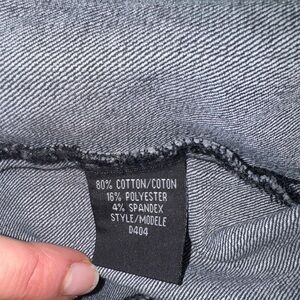 80% COTTON/COTON
16% POLYESTER
4% SPANDEX
STYLE/MODELE
D404